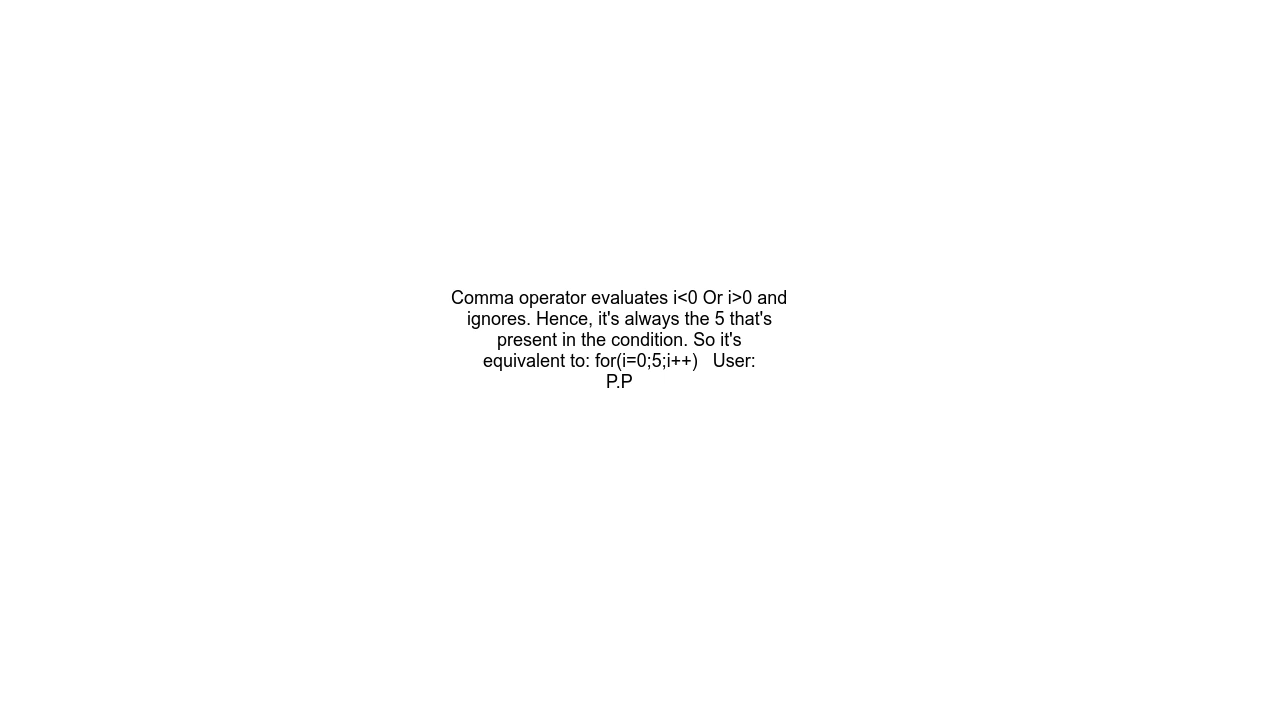 Comma operator evaluates i<0 Or i>0 and
ignores. Hence, it's always the 5 that's
present in the condition. So it's
equivalent to: for(i=0;5;i++)   User:
P.P